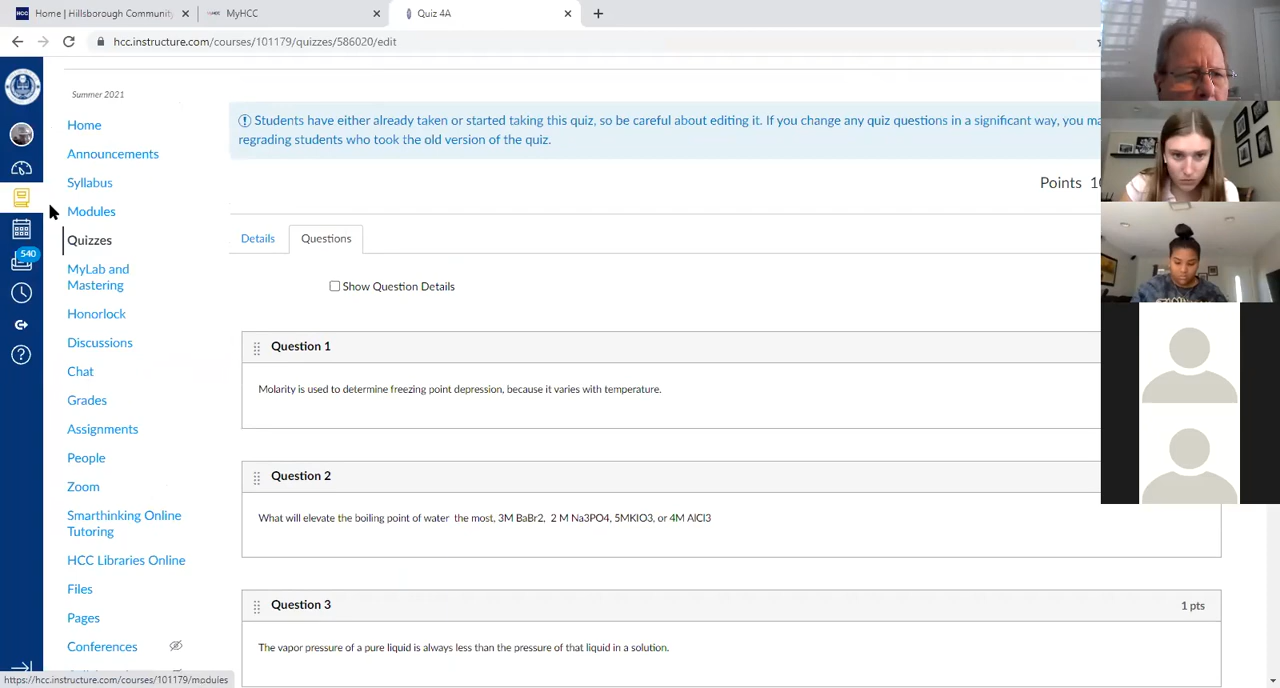 Home | Hillsborough Community
MyHCC
Quiz 4A
hcc.instructure.com/courses/101179/quizzes/586020/edit
Summer 2021
Home
Announcements
Syllabus
Modules
Quizzes
MyLab and
Mastering
Honorlock
Discussions
Chat
Grades
Assignments
People
Zoom
Smarthinking Online
Tutoring
HCC Libraries Online
Files
Pages
Conferences
540
Students have either already taken or started taking this quiz, so be careful about editing it. If you change any quiz questions in a significant way, you
regrading students who took the old version of the quiz.
Points
Details
Questions
Show Question Details
Question 1
Molarity is used to determine freezing point depression, because it varies with temperature.
Question 2
What will elevate the boiling point of water the most, 3M BaBr2, 2 M Na3PO4, 5MKIO3, or 4M AlCl3
Question 3
1 pts
The vapor pressure of a pure liquid is always less than the pressure of that liquid in a solution.
https://hcc.instructure.com/courses/101179/modules